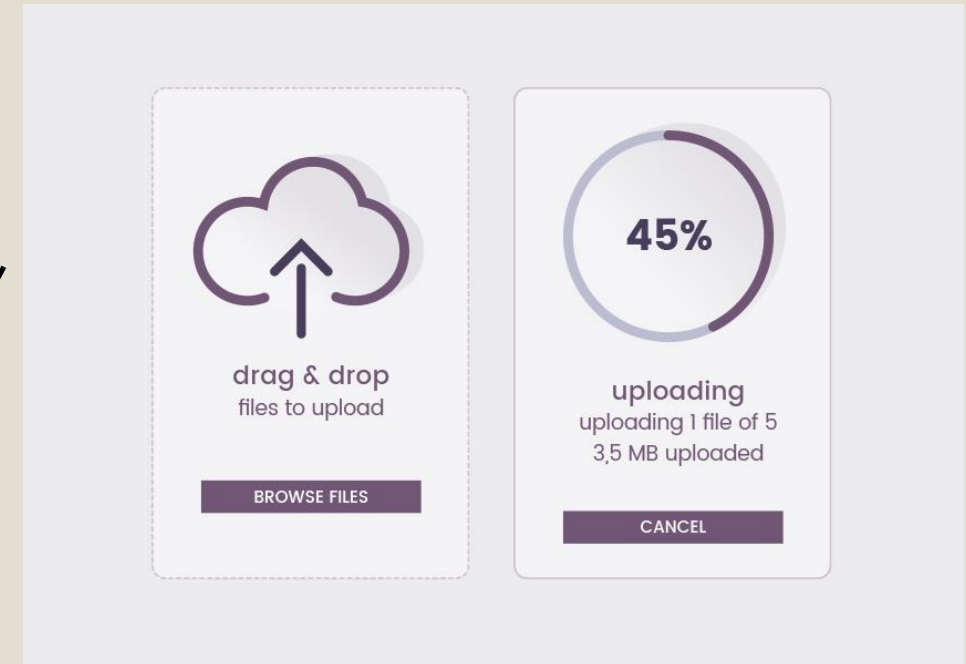 drag & drop
files to upload
BROWSE FILES
45%
uploading
uploading 1 file of 5
3,5 MB uploaded
CANCEL